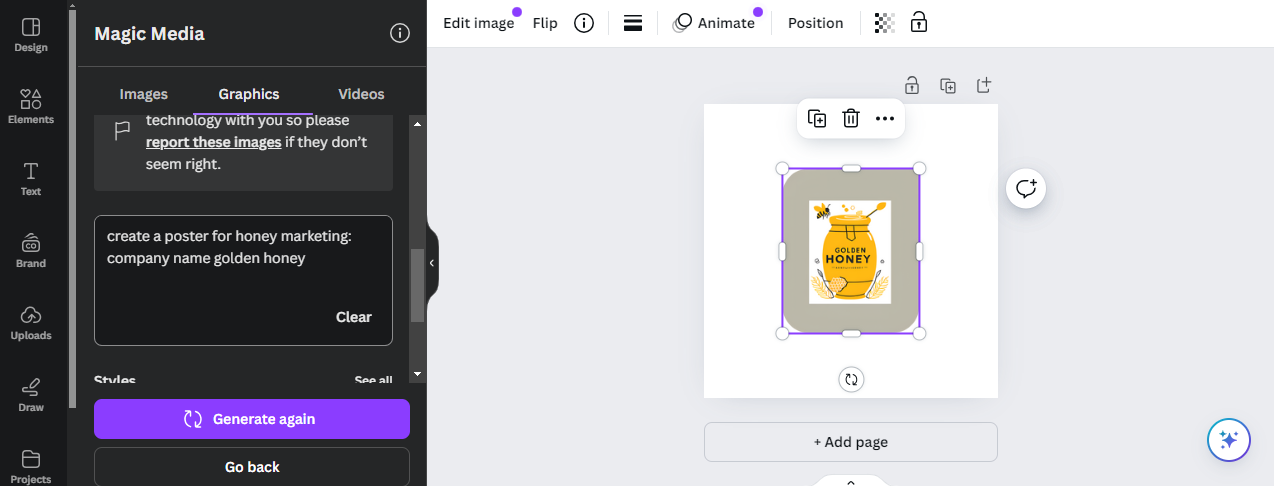 Design
Elements
Text
Brand
Uploads
Draw
Projects
Magic Media
Images
Graphics
Videos
technology with you so please
report these images if they don't
seem right.
create a poster for honey marketing:
company name golden honey
Clear
Styles
See all
Generate again
Go back
Edit image
Flip
Animate
Position
GOLDEN
HONEY
+ Add page